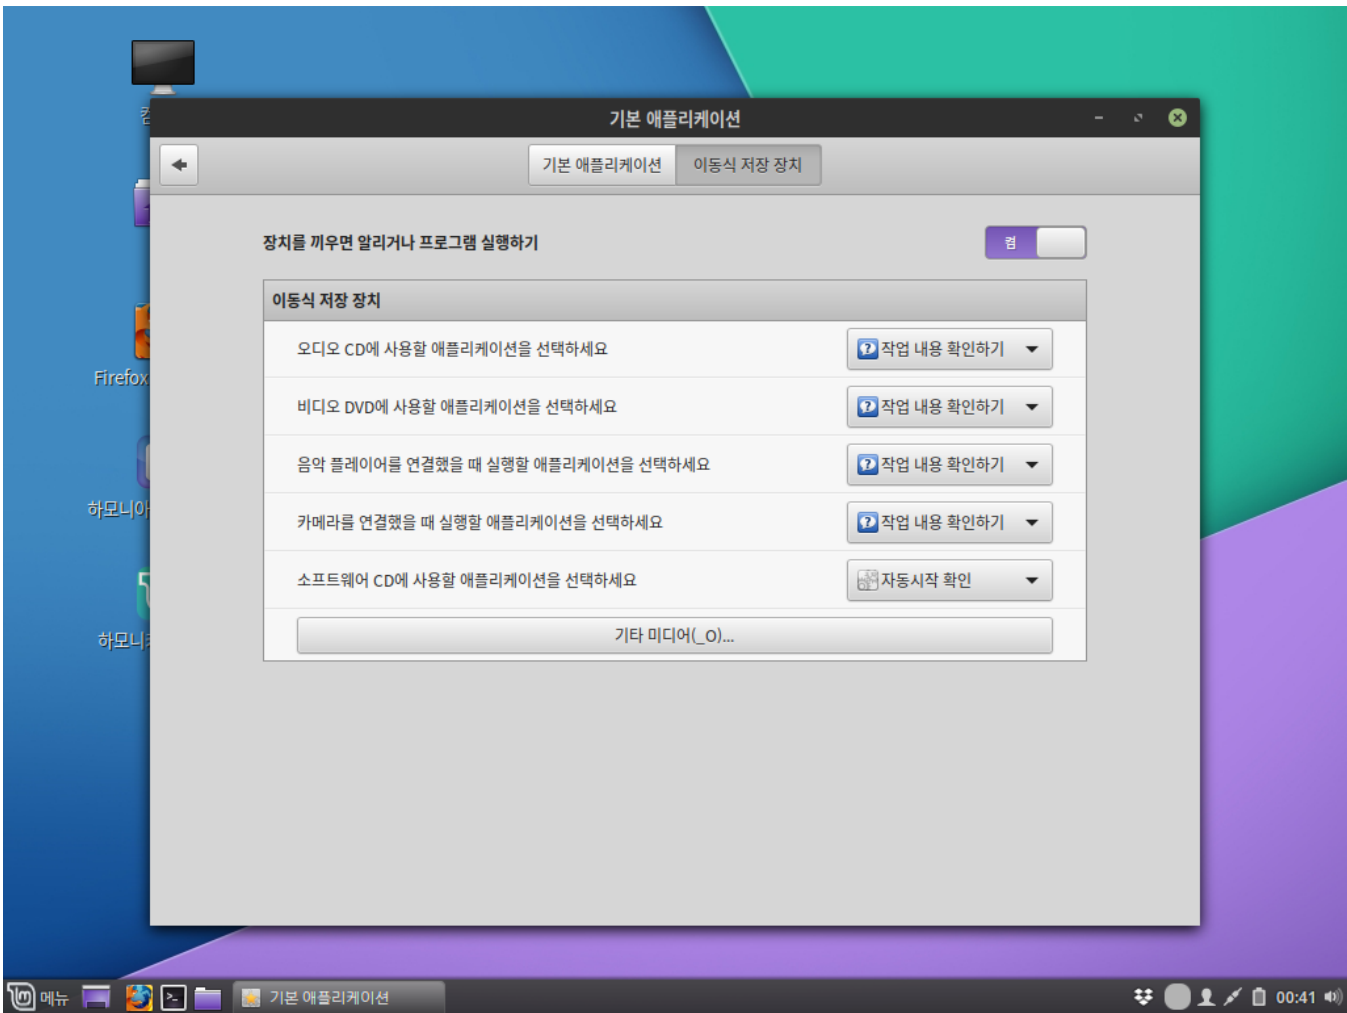 기본 애플리케이션
기본 애플리케이션
이동식 저장 장치
장치를 끼우면 알리거나 프로그램 실행하기
켬
이동식 저장 장치
오디오 CD에 사용할 애플리케이션을 선택하세요
작업 내용 확인하기
비디오 DVD에 사용할 애플리케이션을 선택하세요
작업 내용 확인하기
음악 플레이어를 연결했을 때 실행할 애플리케이션을 선택하세요
작업 내용 확인하기
카메라를 연결했을 때 실행할 애플리케이션을 선택하세요
작업 내용 확인하기
소프트웨어 CD에 사용할 애플리케이션을 선택하세요
자동시작 확인
기타 미디어(_O)...
Firefox
하모니
하모니
메뉴
기본 애플리케이션
00:41